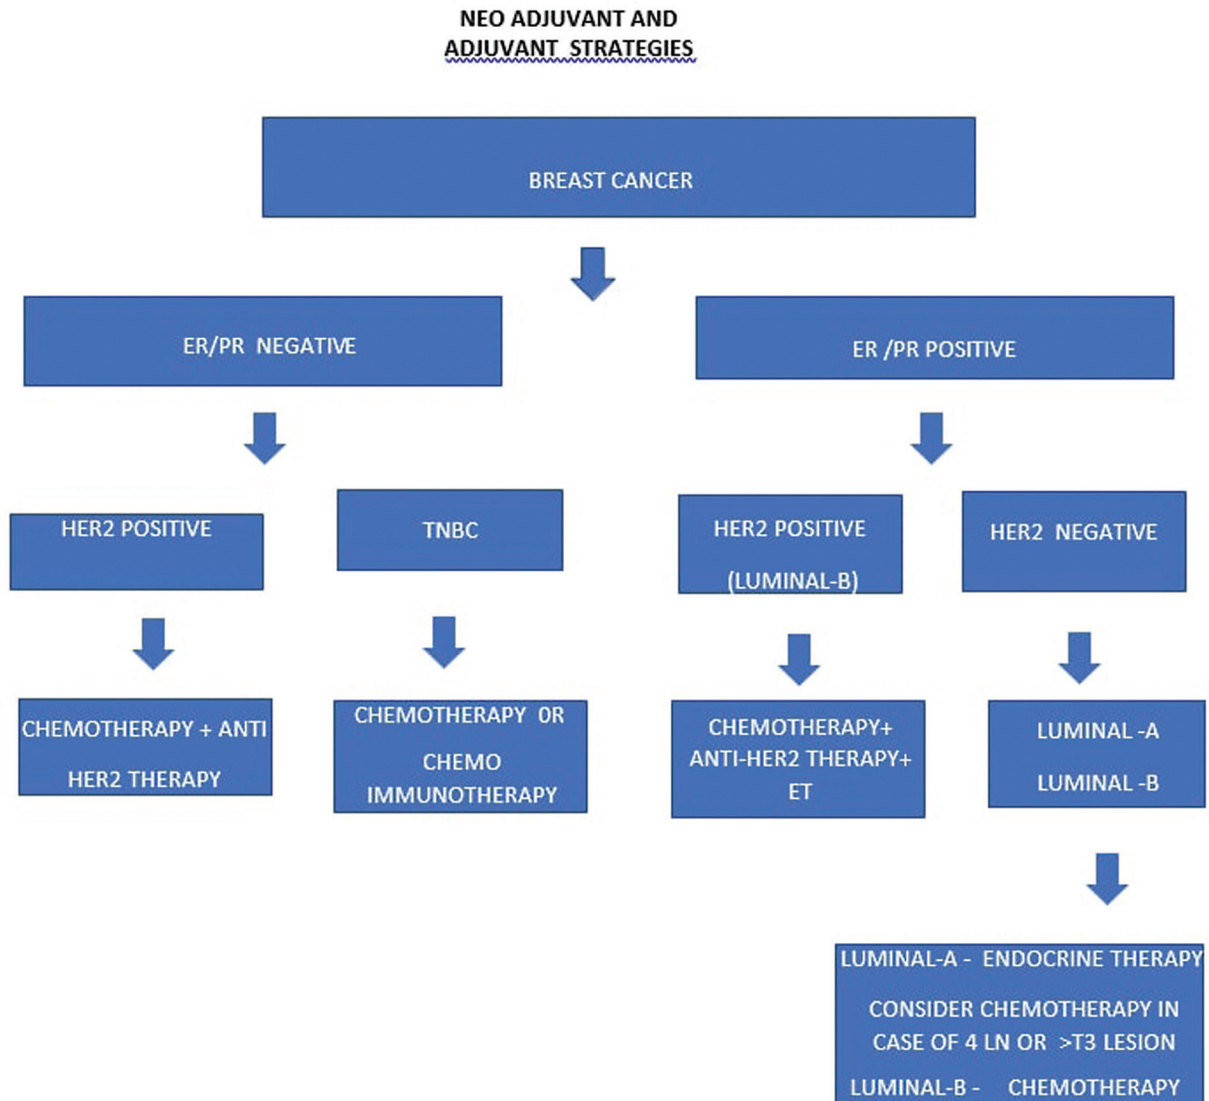 NEO ADJUVANT AND
ADJUVANT STRATEGIES
BREAST CANCER
ER/PR NEGATIVE
ER /PR POSITIVE
HER2 POSITIVE
TNBC
HER2 POSITIVE
(LUMINAL-B)
HER2 NEGATIVE
CHEMOTHERAPY + ANTI
HER2 THERAPY
CHEMOTHERAPY 0R
CHEMO
IMMUNOTHERAPY
CHEMOTHERAPY+
ANTI-HER2 THERAPY+
ET
LUMINAL -A
LUMINAL -B
LUMINAL-A - ENDOCRINE THERAPY
CONSIDER CHEMOTHERAPY IN
CASE OF 4 LN OR >T3 LESION
LUMINAL-B - CHEMOTHERAPY